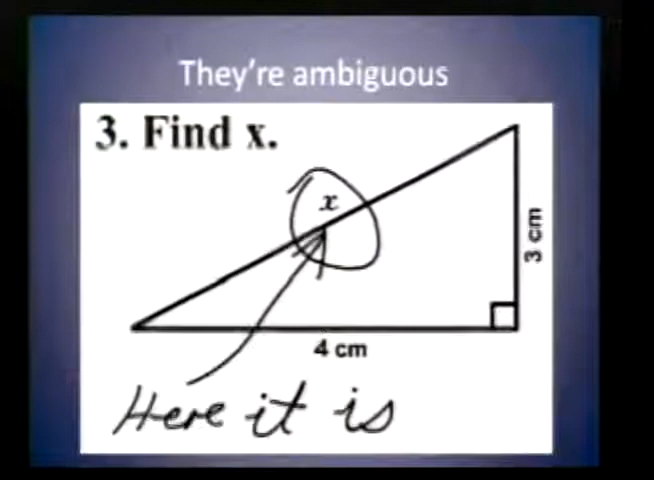 They're ambiguous
3. Find x.
x
3 cm
4 cm
Here it is